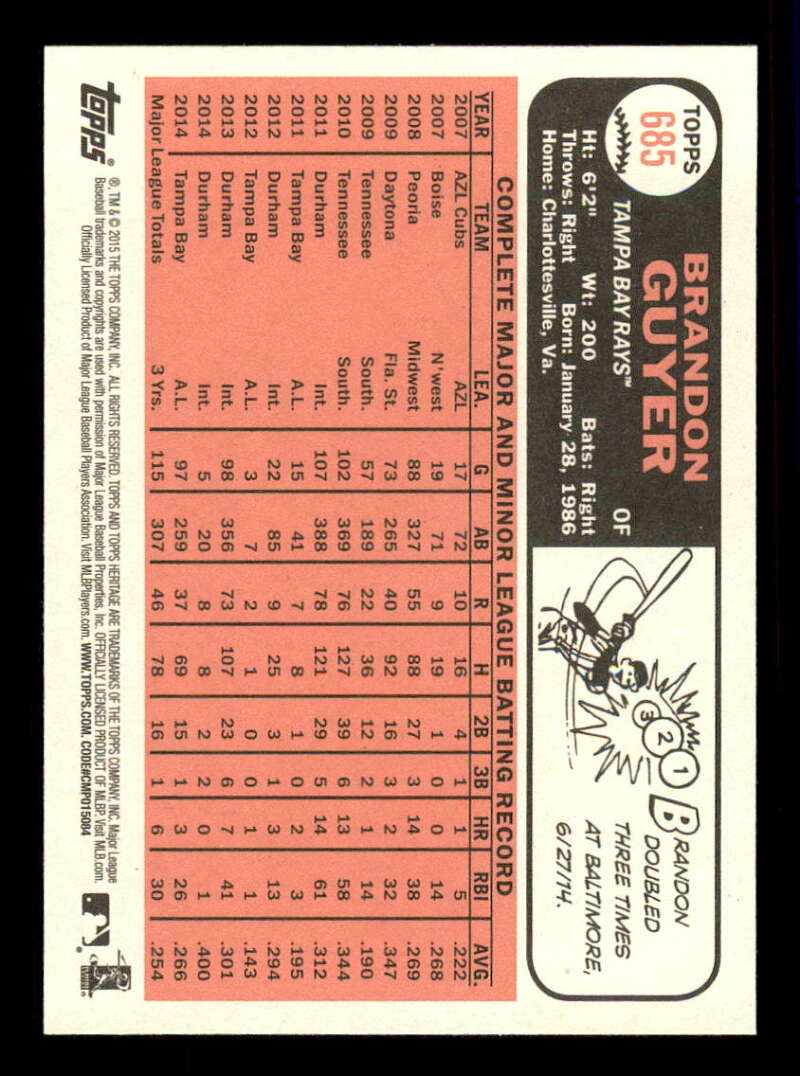 TOPPS
685
BRANDON
GUYER
TAMPA BAY RAYS™ OF
Ht: 6'2" Wt: 200 Bats: Right
Throws: Right Born: January 28, 1986
Home: Charlottesville, Va.
3 2 1
BRANDON
DOUBLED
THREE TIMES
AT BALTIMORE,
6/27/14.
COMPLETE MAJOR AND MINOR LEAGUE BATTING RECORD
YEAR TEAM LEA. G AB R H 2B 3B HR RBI AVG.
2007 AZL Cubs AZL 17 72 10 16 4 1 1 5 .222
2007 Boise N'west 19 71 9 19 1 0 0 14 .268
2008 Peoria Midwest 88 327 55 88 27 3 14 38 .269
2009 Daytona Fla. St. 73 265 40 92 16 3 2 32 .347
2009 Tennessee South. 57 189 22 36 12 2 1 14 .190
2010 Tennessee South. 102 369 76 127 39 6 13 58 .344
2011 Durham Int. 107 388 78 121 29 5 14 61 .312
2011 Tampa Bay A.L. 15 41 7 8 1 0 2 3 .195
2012 Durham Int. 22 85 9 25 3 1 3 13 .294
2012 Tampa Bay A.L. 3 7 2 1 0 0 1 1 .143
2013 Durham Int. 98 356 73 107 23 6 7 41 .301
2014 Durham Int. 5 20 8 8 2 2 0 1 .400
2014 Tampa Bay A.L. 97 259 37 69 15 1 3 26 .266
Major League Totals 3 Yrs. 115 307 46 78 16 1 6 30 .254
topps®
®, TM & © 2015 THE TOPPS COMPANY, INC. ALL RIGHTS RESERVED. TOPPS AND TOPPS HERITAGE ARE TRADEMARKS OF THE TOPPS COMPANY, INC. Major League
Baseball trademarks and copyrights are used with permission of Major League Baseball Properties, Inc. OFFICIALLY LICENSED PRODUCT OF MLBP. Visit MLB.com.
Officially Licensed Product of Major League Baseball Players Association. Visit MLBPlayers.com. WWW.TOPPS.COM. CODE#CMP015084